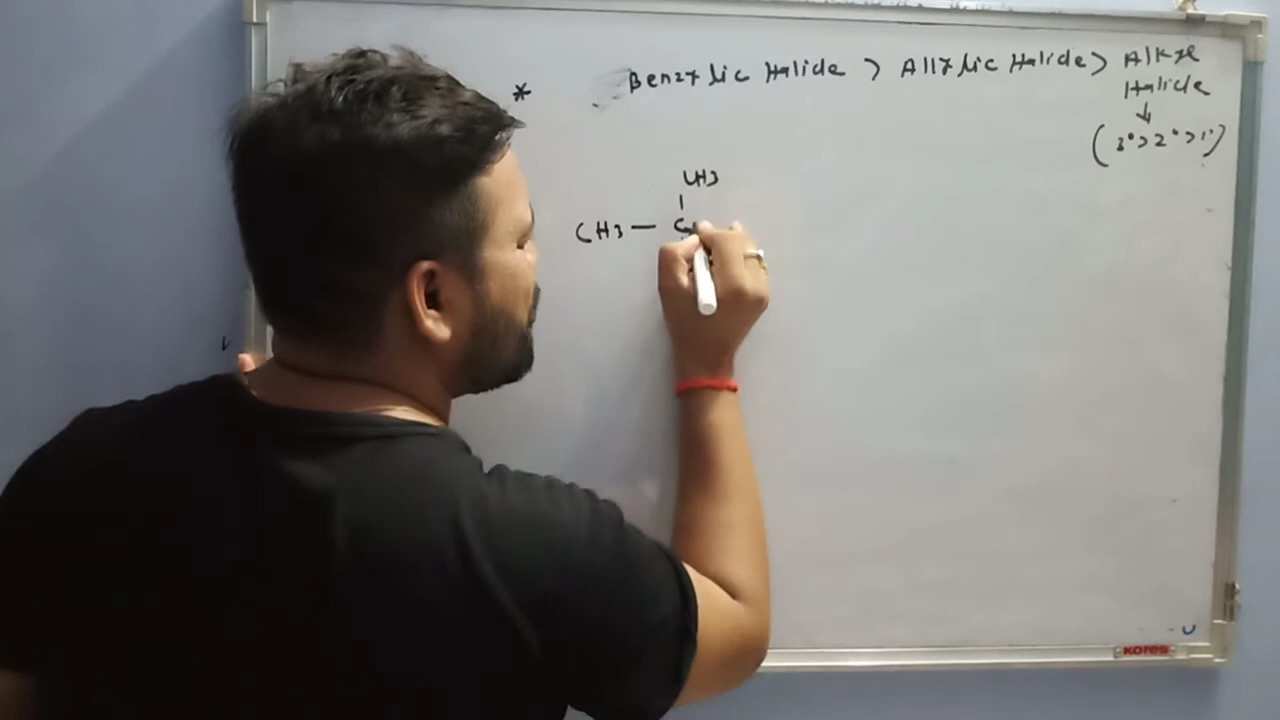 * Benzylic Halide > Allylic Halide > Alkyl
Halide
↓
(3° > 2° > 1°)
CH3
|
CH3 — C
KORES